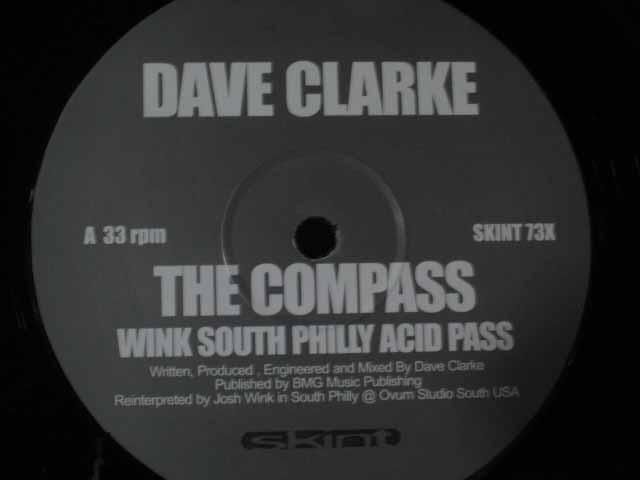 DAVE CLARKE
A 33 rpm
SKINT 73X
THE COMPASS
WINK SOUTH PHILLY ACID PASS
Written, Produced , Engineered and Mixed By Dave Clarke
Published by BMG Music Publishing
Reinterpreted by Josh Wink in South Philly @ Ovum Studio South USA
skint